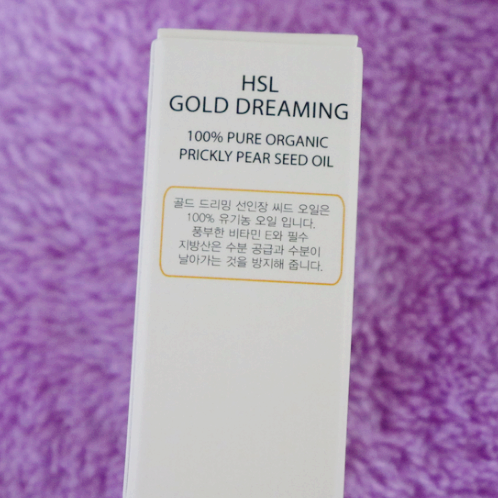 HSL
GOLD DREAMING
100% PURE ORGANIC
PRICKLY PEAR SEED OIL
골드 드리밍 선인장 씨드 오일은
100% 유기농 오일 입니다.
풍부한 비타민 E와 필수
지방산은 수분 공급과 수분이
날아가는 것을 방지해 줍니다.